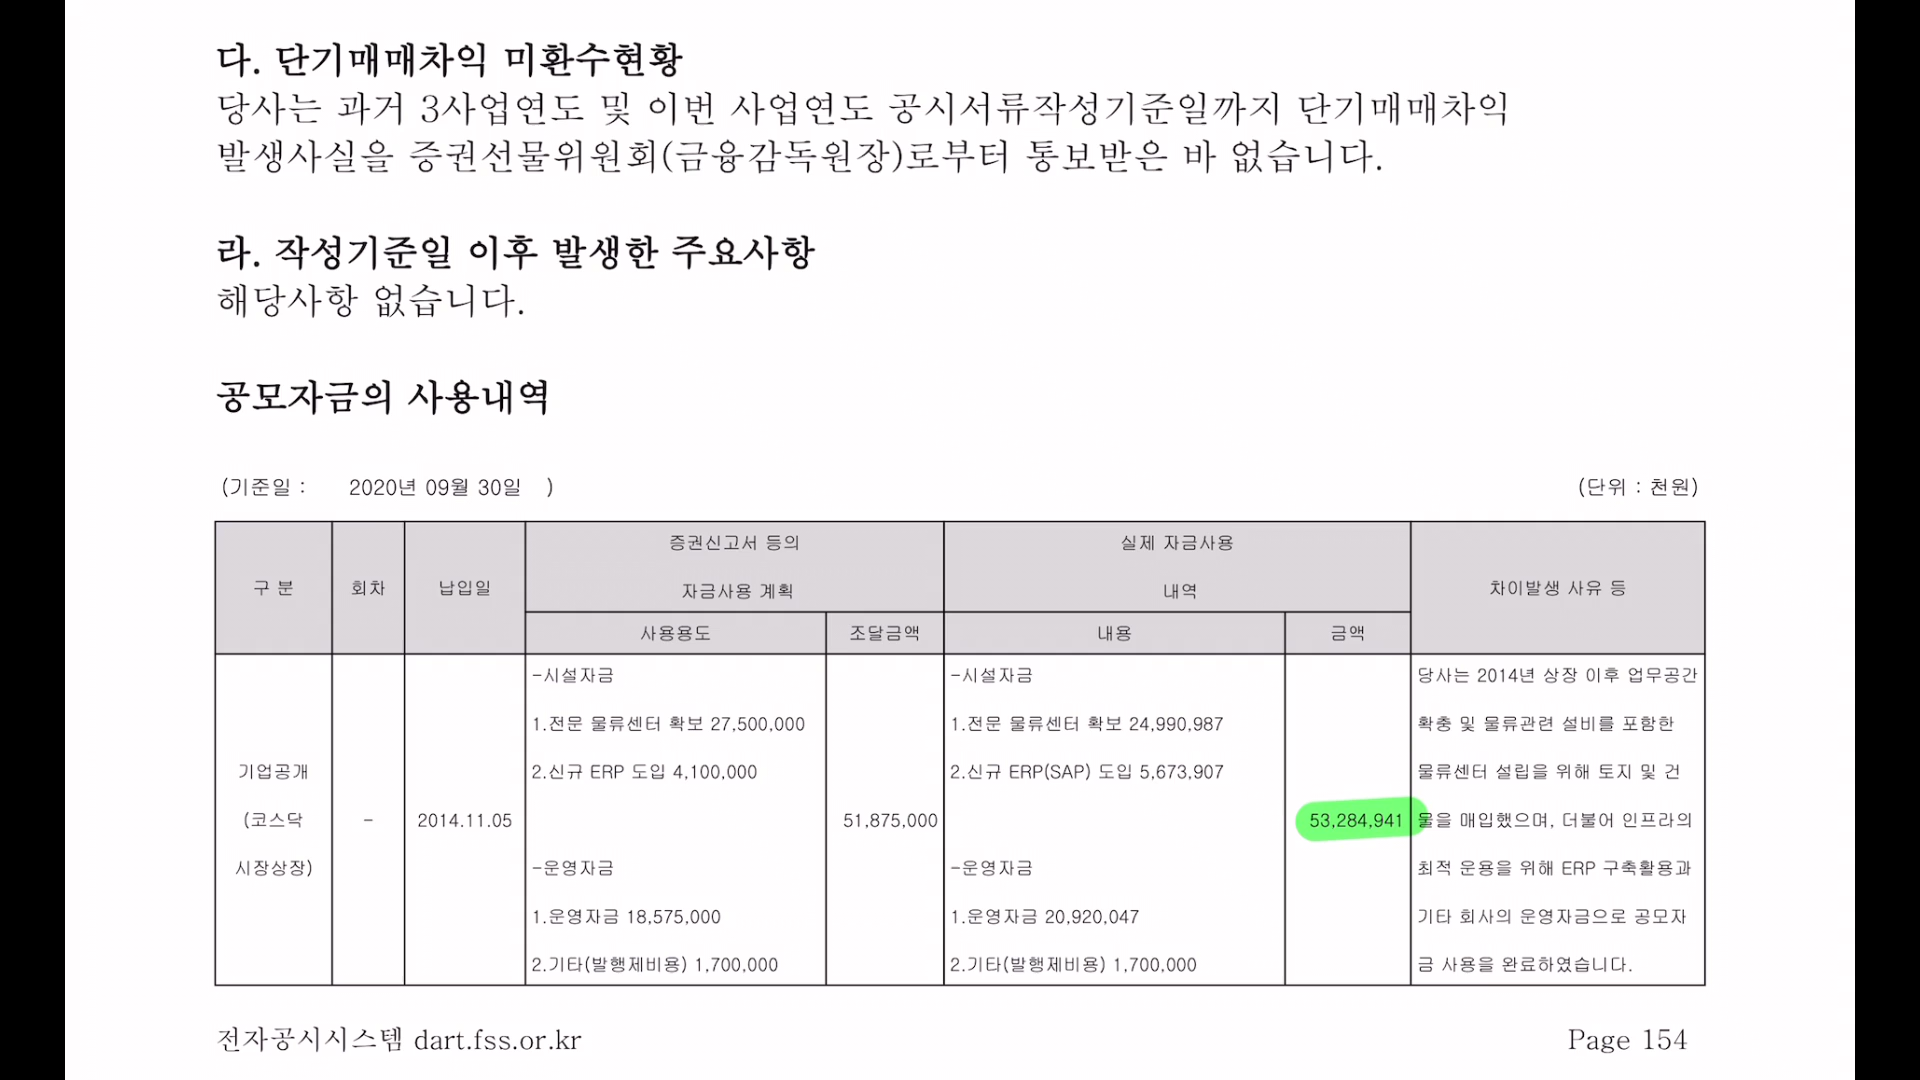 다. 단기매매차익 미환수현황
당사는 과거 3사업연도 및 이번 사업연도 공시서류작성기준일까지 단기매매차익
발생사실을 증권선물위원회(금융감독원장)로부터 통보받은 바 없습니다.
라. 작성기준일 이후 발생한 주요사항
해당사항 없습니다.
공모자금의 사용내역
(기준일 : 2020년 09월 30일 )
(단위 : 천원)
구 분
회차
납입일
증권신고서 등의
자금사용 계획
실제 자금사용
내역
차이발생 사유 등
사용용도
조달금액
내용
금액
기업공개
(코스닥
시장상장)
-
2014.11.05
-시설자금
1.전문 물류센터 확보 27,500,000
2.신규 ERP 도입 4,100,000
-운영자금
1.운영자금 18,575,000
2.기타(발행제비용) 1,700,000
51,875,000
-시설자금
1.전문 물류센터 확보 24,990,987
2.신규 ERP(SAP) 도입 5,673,907
-운영자금
1.운영자금 20,920,047
2.기타(발행제비용) 1,700,000
53,284,941
당사는 2014년 상장 이후 업무공간
확충 및 물류관련 설비를 포함한
물류센터 설립을 위해 토지 및 건
물을 매입했으며, 더불어 인프라의
최적 운용을 위해 ERP 구축활용과
기타 회사의 운영자금으로 공모자
금 사용을 완료하였습니다.
전자공시시스템 dart.fss.or.kr
Page 154